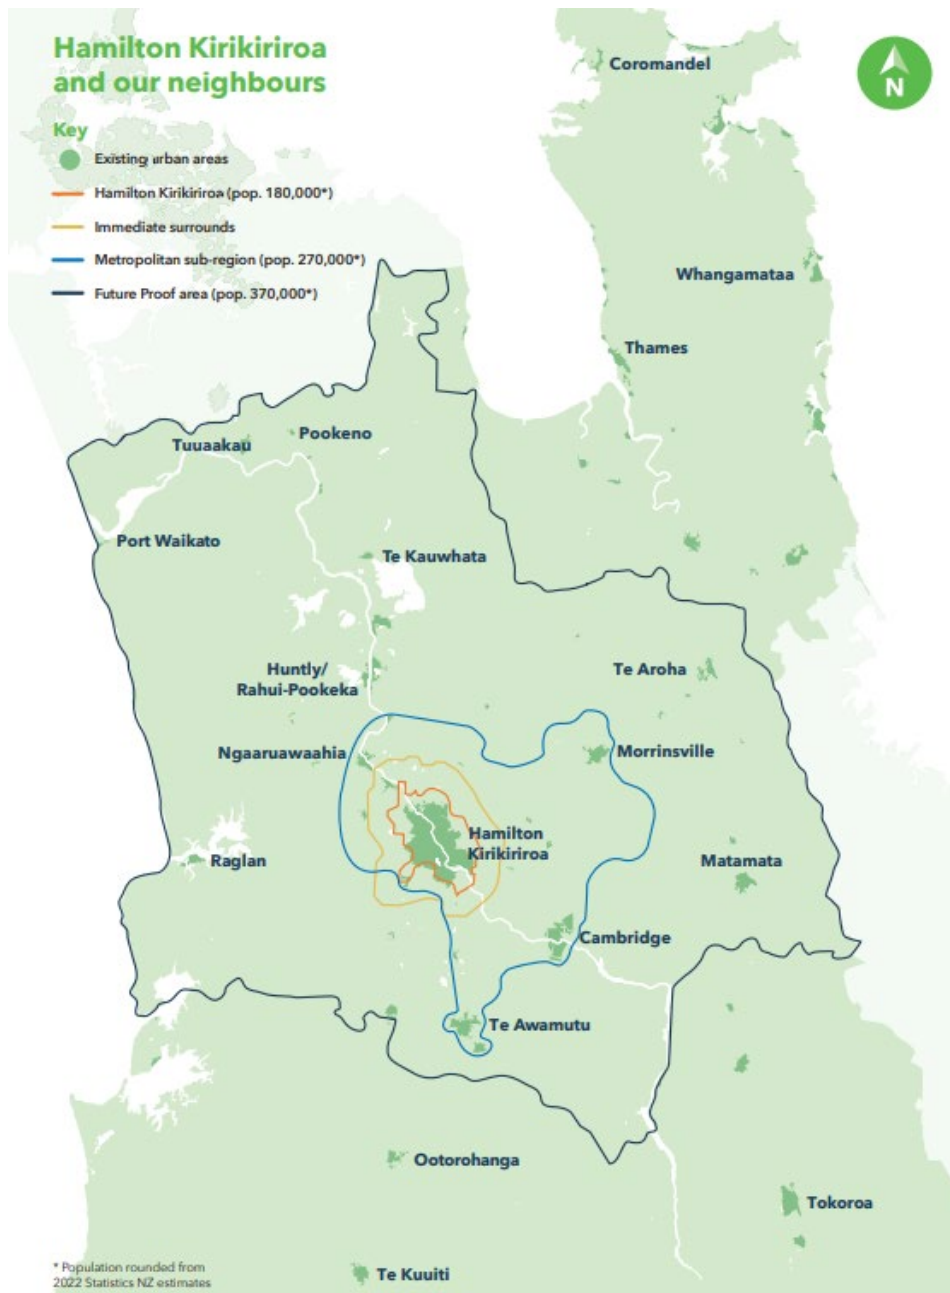 Hamilton Kirikiriroa
and our neighbours
Key
Existing urban areas
Hamilton Kirikiriroa (pop. 180,000*)
Immediate surrounds
Metropolitan sub-region (pop. 270,000*)
Future Proof area (pop. 370,000*)
N
Coromandel
Whangamataa
Thames
Pookeno
Tuuaakau
Port Waikato
Te Kauwhata
Huntly/
Rahui-Pookeka
Te Aroha
Ngaaruawaahia
Morrinsville
Hamilton
Kirikiriroa
Raglan
Matamata
Cambridge
Te Awamutu
Ootorohanga
Tokoroa
Te Kuuiti
* Population rounded from
2022 Statistics NZ estimates